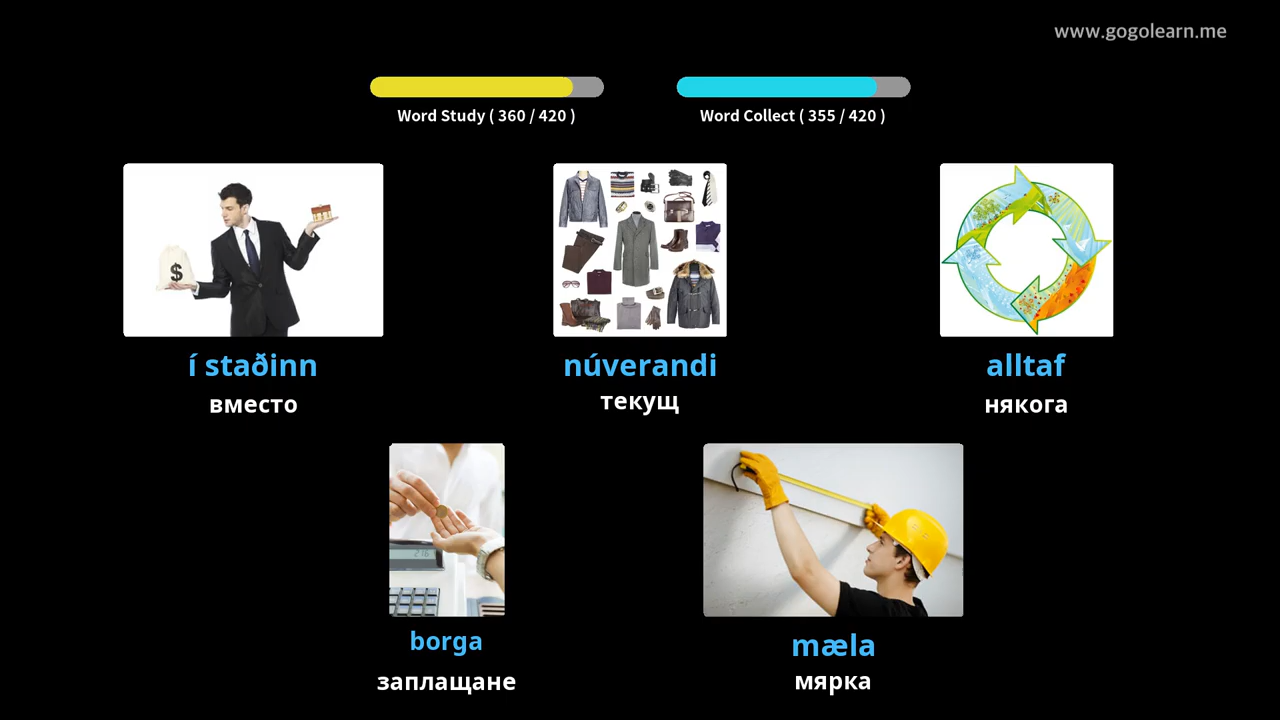 www.gogolearn.me
Word Study ( 360 / 420 )
Word Collect ( 355 / 420 )
$
í staðinn
вместо
núverandi
текущ
alltaf
някога
216
borga
заплащане
mæla
мярка